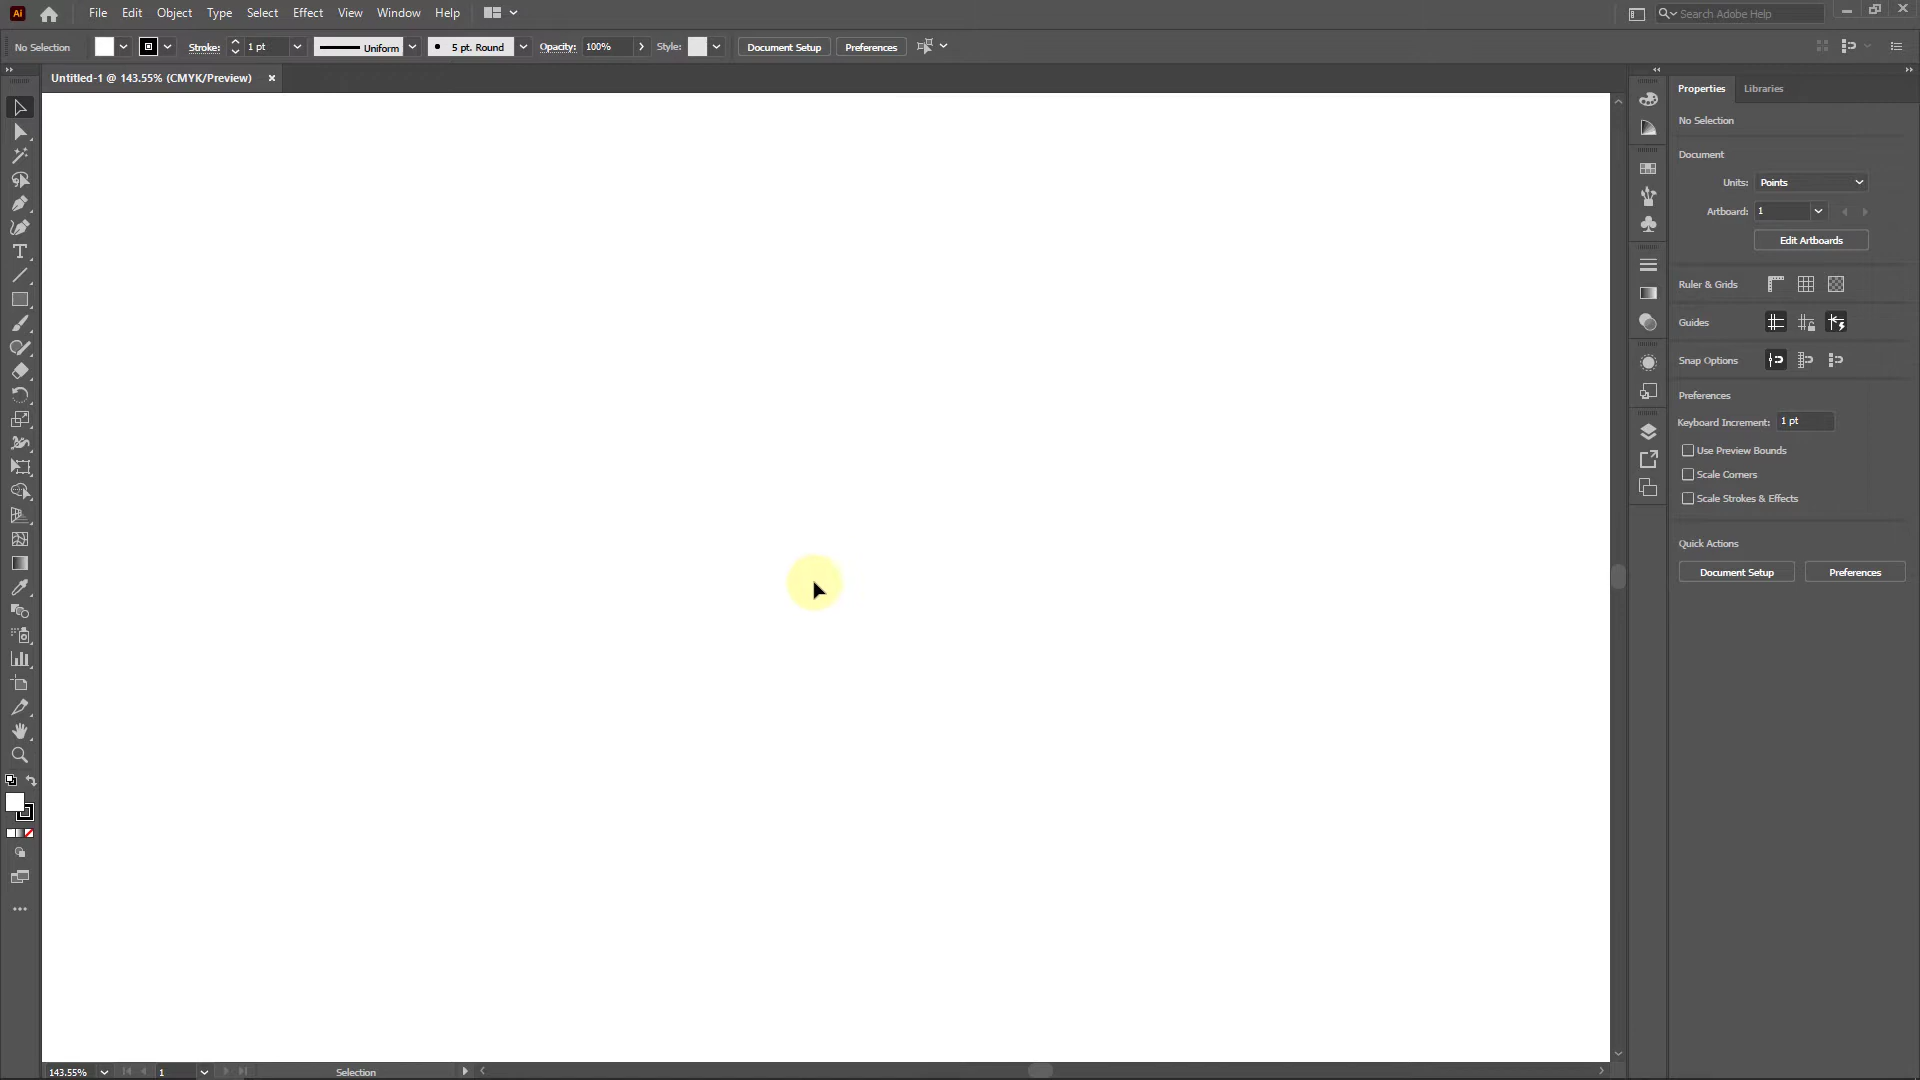 Ai File Edit Object Type Select Effect View Window Help Search Adobe Help
No Selection Stroke: 1 pt Uniform 5 pt. Round Opacity: 100% Style: Document Setup Preferences
Untitled-1 @ 143.55% (CMYK/Preview)
Properties Libraries
No Selection
Document
Units: Points
Artboard: 1
Edit Artboards
Ruler & Grids
Guides
Snap Options
Preferences
Keyboard Increment: 1 pt
Use Preview Bounds
Scale Corners
Scale Strokes & Effects
Quick Actions
Document Setup Preferences
143.55% 1 Selection